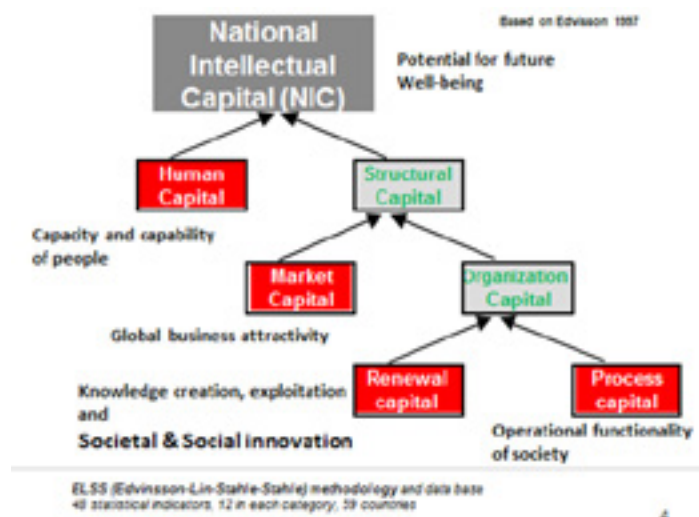 Based on Edvisson 1997
National
Intellectual
Capital (NIC)
Potential for future
Well-being
Human
Capital
Structural
Capital
Capacity and capability
of people
Market
Capital
Organization
Capital
Global business attractivity
Renewal
capital
Process
capital
Knowledge creation, exploitation
and
Societal & Social innovation
Operational functionality
of society
ELSS (Edvinsson-Lin-Stahle-Stahle) methodology and data base
48 statistical indicators, 12 in each category, 59 countries
4